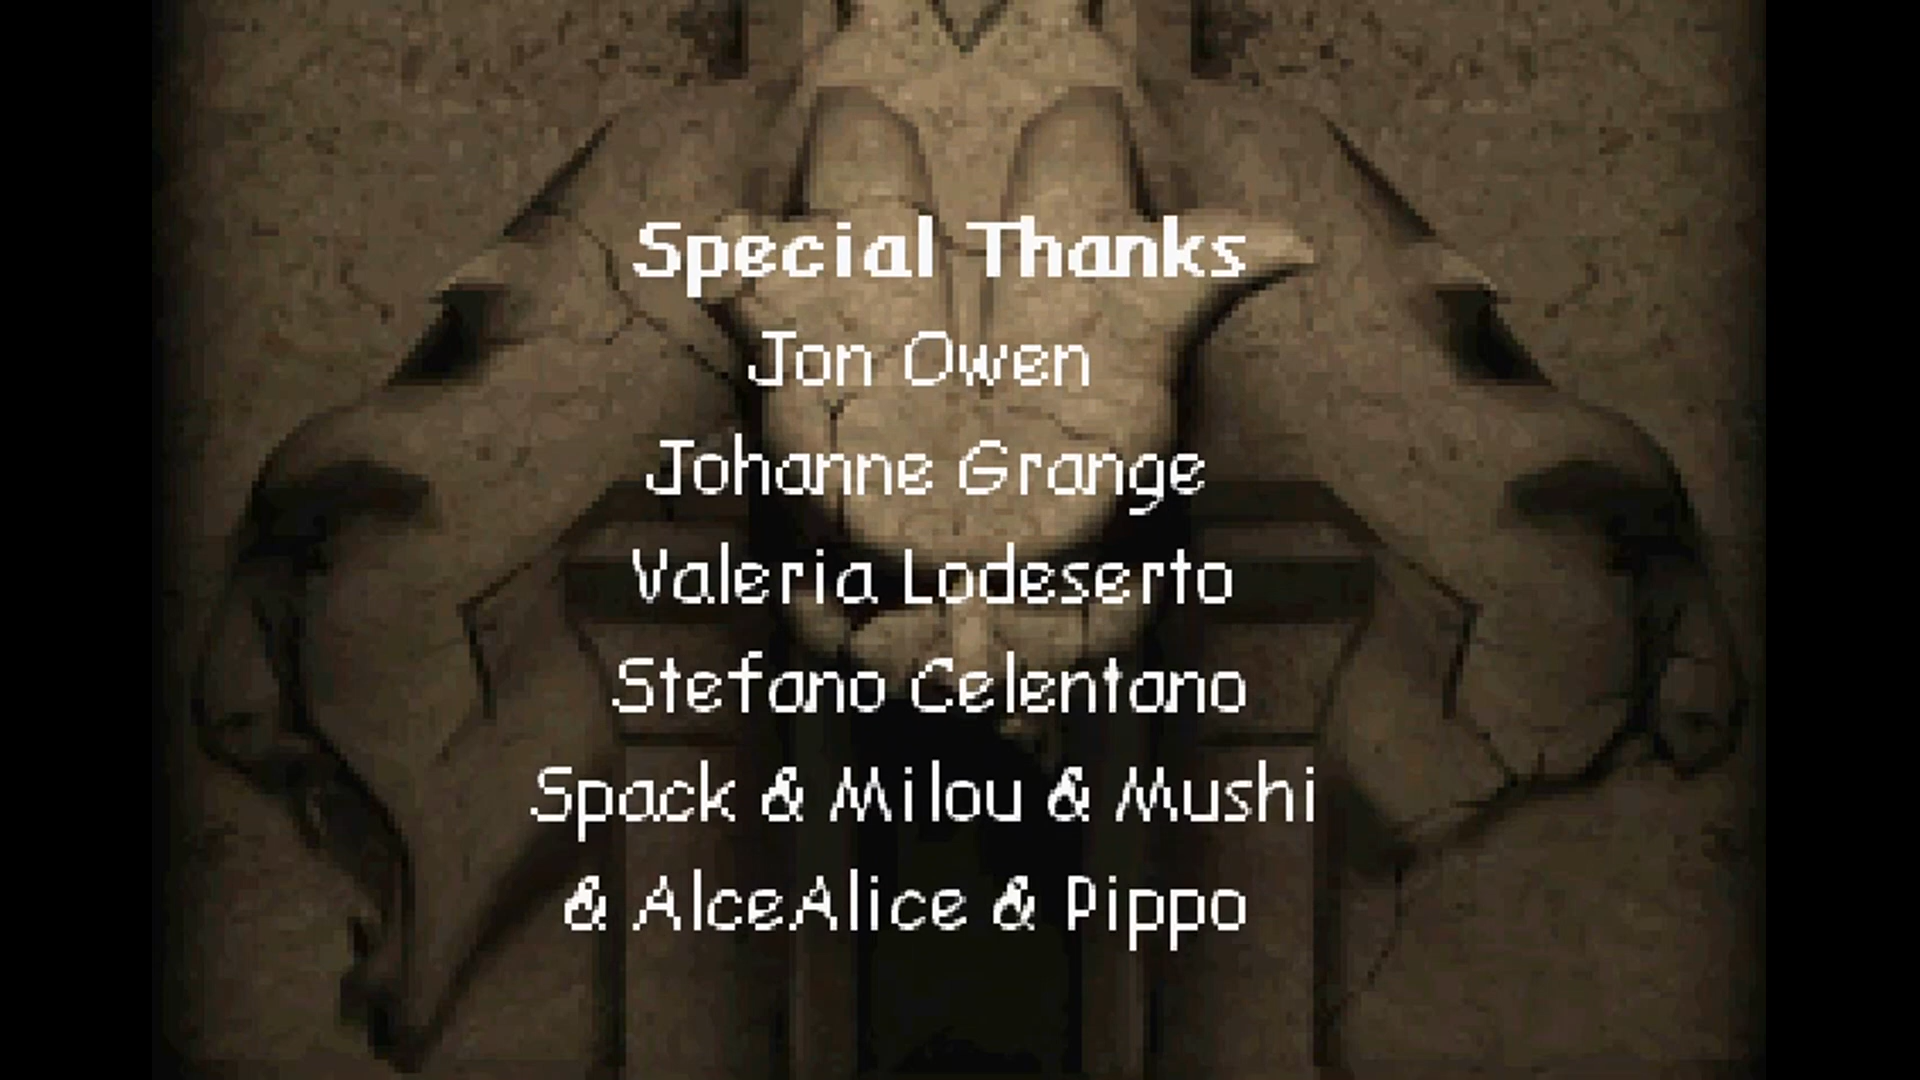 Special Thanks
Jon Owen
Johanne Grange
Valeria Lodeserto
Stefano Celentano
Spack & Milou & Mushi
& AlceAlice & Pippo